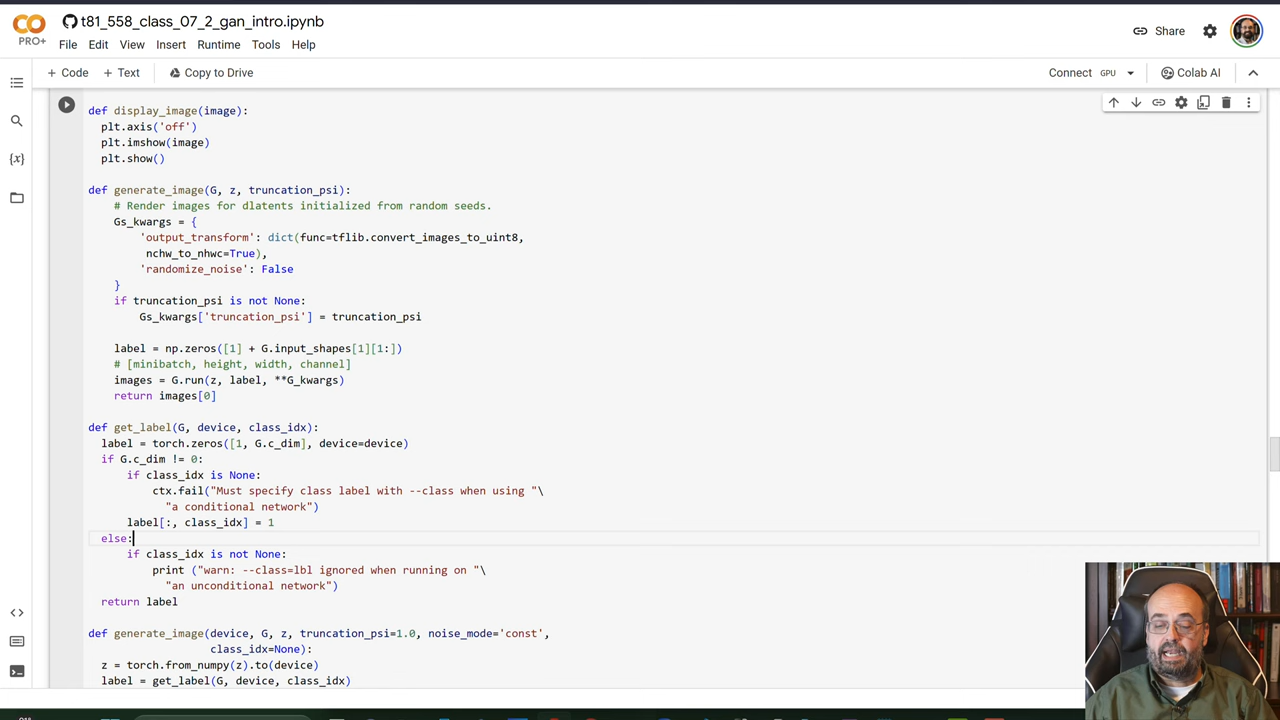 t81_558_class_07_2_gan_intro.ipynb
PRO+
File Edit View Insert Runtime Tools Help
Share
+ Code + Text Copy to Drive
Connect GPU Colab AI
{x}
def display_image(image):
  plt.axis('off')
  plt.imshow(image)
  plt.show()
def generate_image(G, z, truncation_psi):
    # Render images for dlatents initialized from random seeds.
    Gs_kwargs = {
        'output_transform': dict(func=tflib.convert_images_to_uint8,
         nchw_to_nhwc=True),
        'randomize_noise': False
    }
    if truncation_psi is not None:
        Gs_kwargs['truncation_psi'] = truncation_psi
    label = np.zeros([1] + G.input_shapes[1][1:])
    # [minibatch, height, width, channel]
    images = G.run(z, label, **G_kwargs)
    return images[0]
def get_label(G, device, class_idx):
  label = torch.zeros([1, G.c_dim], device=device)
  if G.c_dim != 0:
      if class_idx is None:
          ctx.fail("Must specify class label with --class when using "\
            "a conditional network")
      label[:, class_idx] = 1
  else:
      if class_idx is not None:
          print ("warn: --class=lbl ignored when running on "\
            "an unconditional network")
  return label
def generate_image(device, G, z, truncation_psi=1.0, noise_mode='const',
                   class_idx=None):
  z = torch.from_numpy(z).to(device)
  label = get_label(G, device, class_idx)